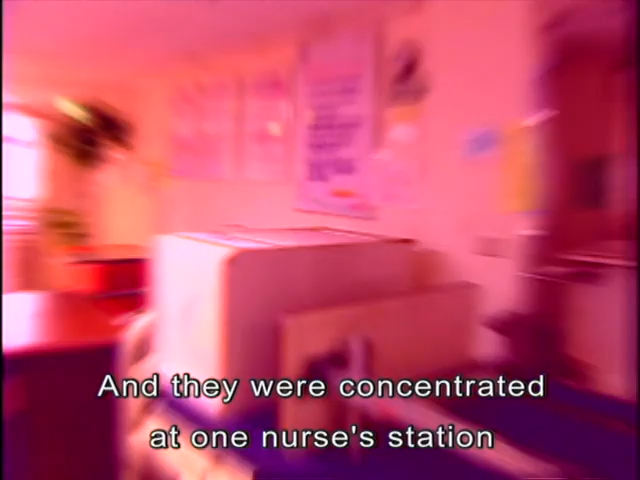 And they were concentrated
at one nurse's station